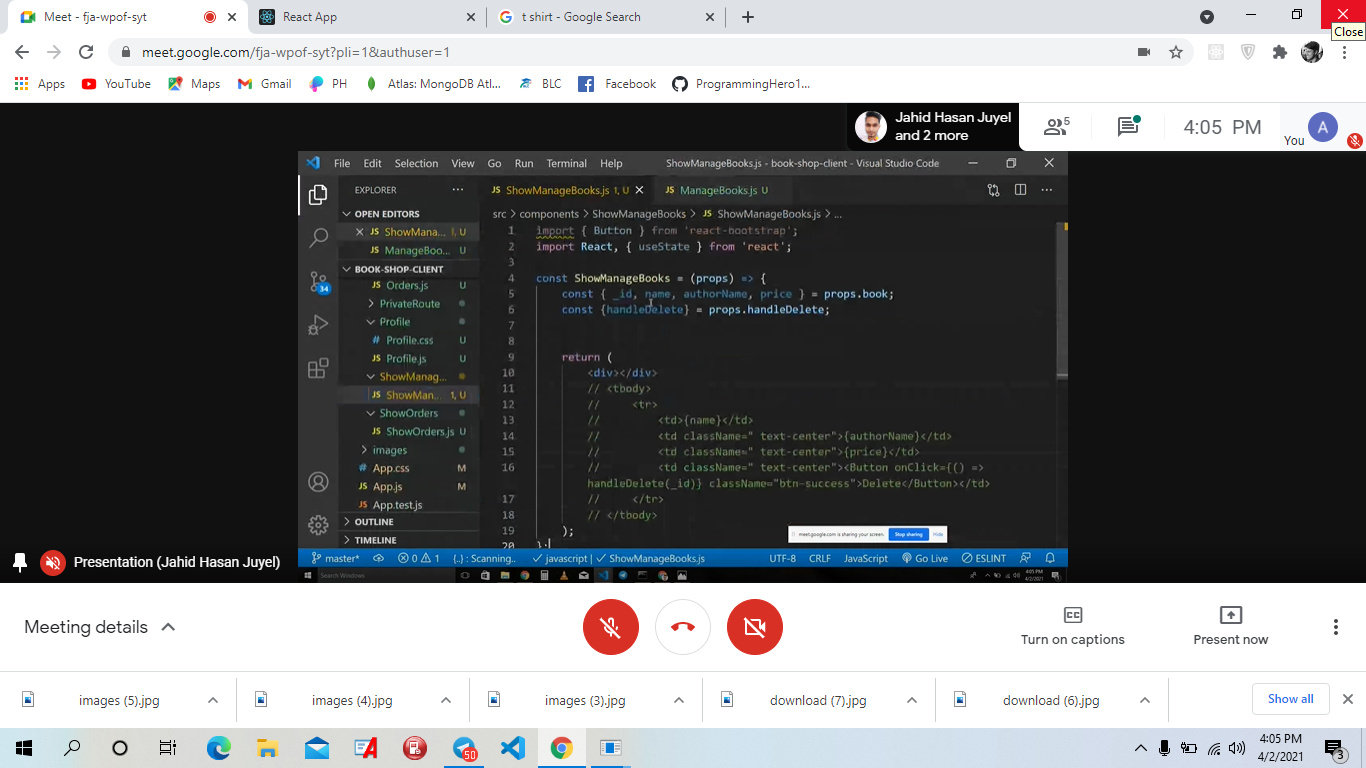 Meet - fja-wpof-syt
React App
t shirt - Google Search
Close
meet.google.com/fja-wpof-syt?pli=1&authuser=1
Apps YouTube Maps Gmail PH Atlas: MongoDB Atl... BLC Facebook ProgrammingHero1...
Jahid Hasan Juyel
and 2 more
5
4:05 PM
You
A
File Edit Selection View Go Run Terminal Help ShowManageBooks.js - book-shop-client - Visual Studio Code
EXPLORER ...
JS ShowManageBooks.js 1, U JS ManageBooks.js U
OPEN EDITORS
JS ShowMana... 1, U
JS ManageBoo... U
BOOK-SHOP-CLIENT
Orders.js U
PrivateRoute
Profile
# Profile.css U
JS Profile.js U
ShowManag...
JS ShowMan... 1, U
ShowOrders
JS ShowOrders.js U
images
# App.css M
JS App.js M
App.test.js
OUTLINE
TIMELINE
34
src > components > ShowManageBooks > JS ShowManageBooks.js > ...
1 import { Button } from 'react-bootstrap';
2 import React, { useState } from 'react';
3
4 const ShowManageBooks = (props) => {
5 const { _id, name, authorName, price } = props.book;
6 const {handleDelete} = props.handleDelete;
7
8
9 return (
10 <div></div>
11 // <tbody>
12 // <tr>
13 // <td>{name}</td>
14 // <td className=" text-center">{authorName}</td>
15 // <td className=" text-center">{price}</td>
16 // <td className=" text-center"><Button onClick={() =>
handleDelete(_id)} className="btn-success">Delete</Button></td>
17 // </tr>
18 // </tbody>
19 );
20 };
meet.google.com is sharing your screen. Stop sharing Hide
master* 0 1 {..} : Scanning.. javascript | ShowManageBooks.js UTF-8 CRLF JavaScript Go Live ESLINT
Search Windows
4:05 PM
4/2/2021
Presentation (Jahid Hasan Juyel)
Meeting details
Turn on captions
Present now
images (5).jpg images (4).jpg images (3).jpg download (7).jpg download (6).jpg Show all
50
4:05 PM
4/2/2021
3